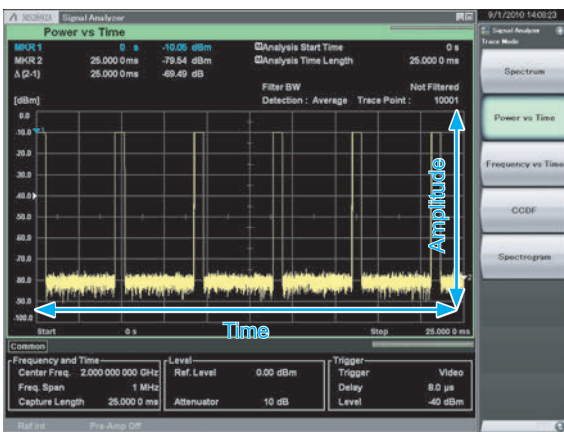 MS2692A Signal Analyzer
9/1/2010 14:08:23
Power vs Time
MKR 1 0 s -10.05 dBm Analysis Start Time 0 s
MKR 2 25.000 0ms -79.54 dBm Analysis Time Length 25.000 0 ms
Δ (2-1) 25.000 0ms -69.49 dB
Filter BW Not Filtered
[dBm] Detection : Average Trace Point : 10001
0.0
-10.0 1
-20.0
-30.0
-40.0
-50.0
-60.0
-70.0
-80.0 2
-90.0
-100.0
Amplitude
Time
Start 0 s Stop 25.000 0 ms
Common
Frequency and Time
Center Freq. 2.000 000 000 GHz
Freq. Span 1 MHz
Capture Length 25.000 0 ms
Level
Ref. Level 0.00 dBm
Attenuator 10 dB
Trigger
Trigger Video
Delay 8.0 µs
Level -40 dBm
Ref.Int Pre-Amp Off
Signal Analyzer
Trace Mode
Spectrum
Power vs Time
Frequency vs Time
CCDF
Spectrogram